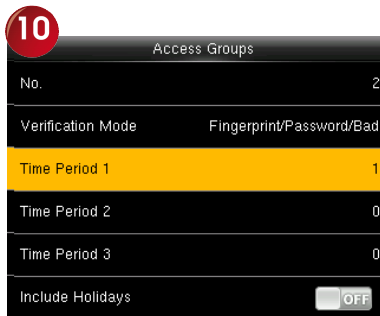 10
Access Groups
No. 2
Verification Mode Fingerprint/Password/Bad
Time Period 1 1
Time Period 2 0
Time Period 3 0
Include Holidays OFF